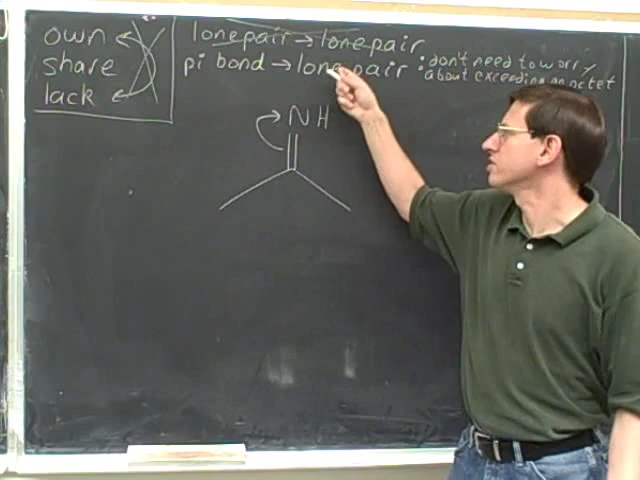 own
share
lack
lone pair → lone pair
pi bond → lone pair : don't need to worry
about exceeding an octet
NH